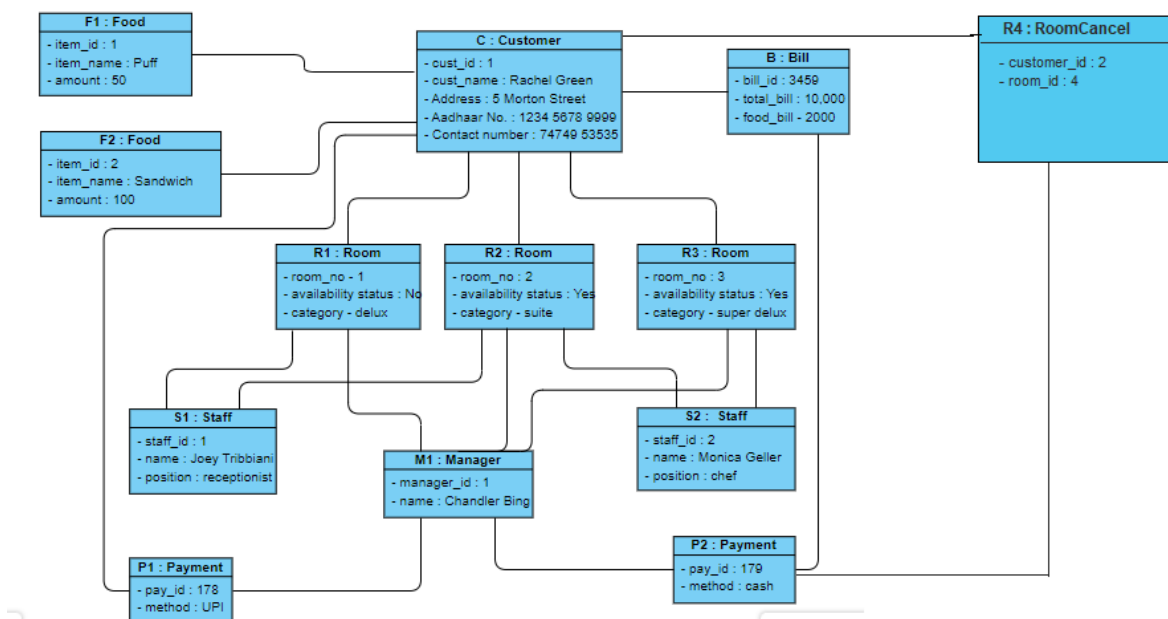 F1 : Food
- item_id : 1
- item_name : Puff
- amount : 50
C : Customer
- cust_id : 1
- cust_name : Rachel Green
- Address : 5 Morton Street
- Aadhaar No. : 1234 5678 9999
- Contact number : 74749 53535
B : Bill
- bill_id : 3459
- total_bill : 10,000
- food_bill - 2000
R4 : RoomCancel
- customer_id : 2
- room_id : 4
F2 : Food
- item_id : 2
- item_name : Sandwich
- amount : 100
R1 : Room
- room_no - 1
- availability status : No
- category - delux
R2 : Room
- room_no : 2
- availability status : Yes
- category - suite
R3 : Room
- room_no : 3
- availability status : Yes
- category - super delux
S1 : Staff
- staff_id : 1
- name : Joey Tribbiani
- position : receptionist
M1 : Manager
- manager_id : 1
- name : Chandler Bing
S2 : Staff
- staff_id : 2
- name : Monica Geller
- position : chef
P1 : Payment
- pay_id : 178
- method : UPI
P2 : Payment
- pay_id : 179
- method : cash